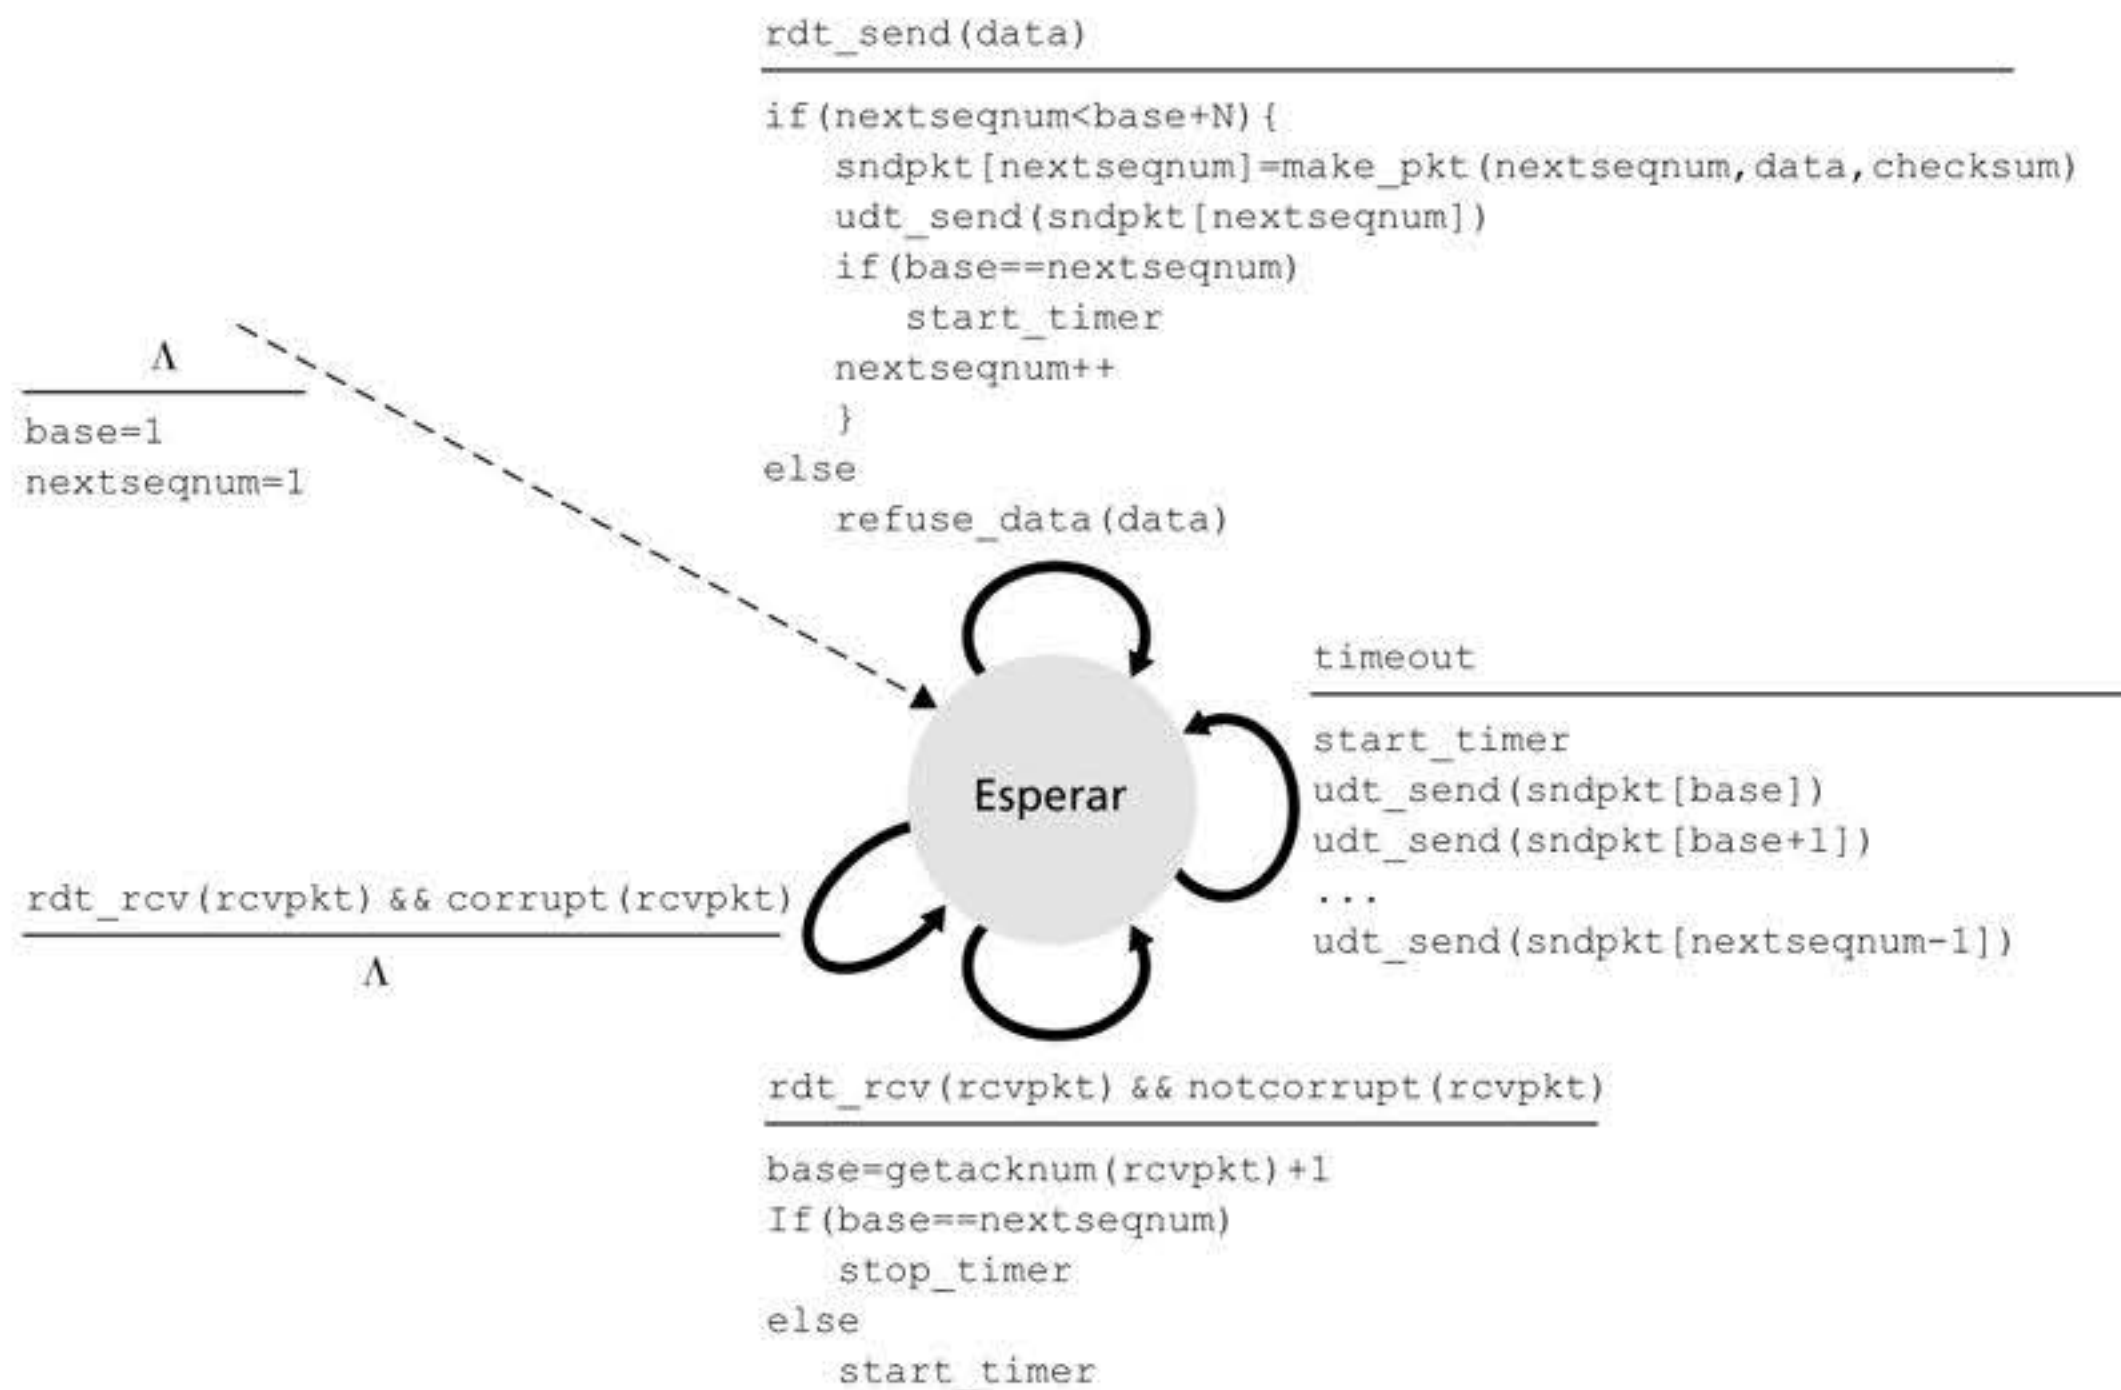 rdt_send(data)
if(nextseqnum<base+N){
sndpkt[nextseqnum]=make_pkt(nextseqnum,data,checksum)
udt_send(sndpkt[nextseqnum])
if(base==nextseqnum)
start_timer
nextseqnum++
}
else
refuse_data(data)
Λ
base=1
nextseqnum=1
Esperar
timeout
start_timer
udt_send(sndpkt[base])
udt_send(sndpkt[base+1])
...
udt_send(sndpkt[nextseqnum-1])
rdt_rcv(rcvpkt) && corrupt(rcvpkt)
Λ
rdt_rcv(rcvpkt) && notcorrupt(rcvpkt)
base=getacknum(rcvpkt)+1
If(base==nextseqnum)
stop_timer
else
start_timer